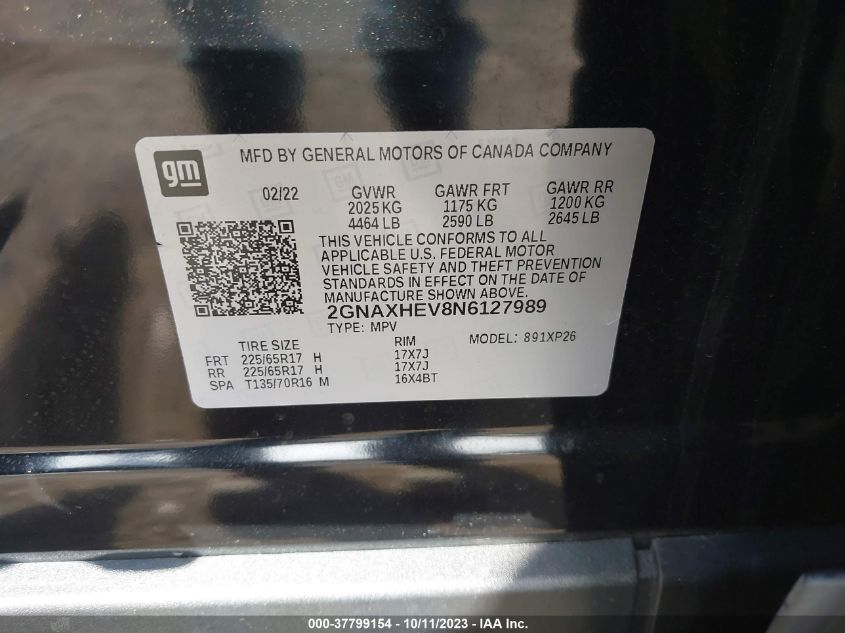 gm
MFD BY GENERAL MOTORS OF CANADA COMPANY
02/22 GVWR GAWR FRT GAWR RR
2025 KG 1175 KG 1200 KG
4464 LB 2590 LB 2645 LB
THIS VEHICLE CONFORMS TO ALL
APPLICABLE U.S. FEDERAL MOTOR
VEHICLE SAFETY AND THEFT PREVENTION
STANDARDS IN EFFECT ON THE DATE OF
MANUFACTURE SHOWN ABOVE.
2GNAXHEV8N6127989
TYPE: MPV MODEL: 891XP26
TIRE SIZE RIM
FRT 225/65R17 H 17X7J
RR 225/65R17 H 17X7J
SPA T135/70R16 M 16X4BT
000-37799154 - 10/11/2023 - IAA Inc.